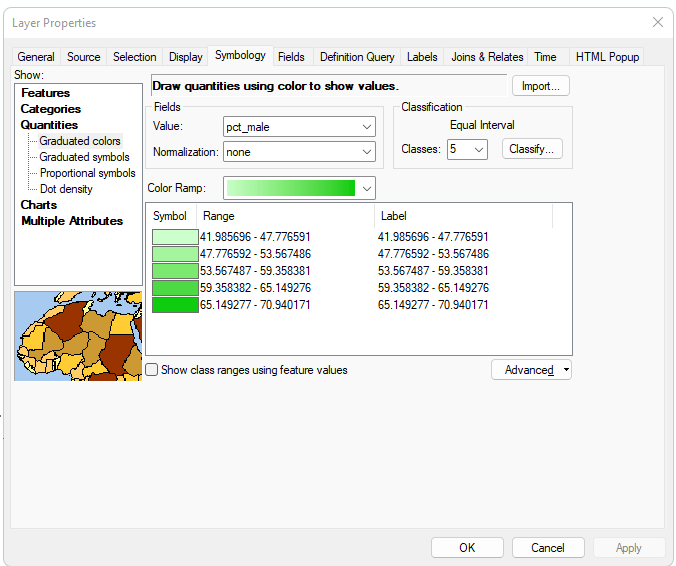 Layer Properties
General Source Selection Display Symbology Fields Definition Query Labels Joins & Relates Time HTML Popup
Show:
Features
Categories
Quantities
Graduated colors
Graduated symbols
Proportional symbols
Dot density
Charts
Multiple Attributes
Draw quantities using color to show values.
Import...
Fields
Value: pct_male
Normalization: none
Classification
Equal Interval
Classes: 5 Classify...
Color Ramp:
Symbol Range Label
41.985696 - 47.776591 41.985696 - 47.776591
47.776592 - 53.567486 47.776592 - 53.567486
53.567487 - 59.358381 53.567487 - 59.358381
59.358382 - 65.149276 59.358382 - 65.149276
65.149277 - 70.940171 65.149277 - 70.940171
Show class ranges using feature values
Advanced
OK Cancel Apply